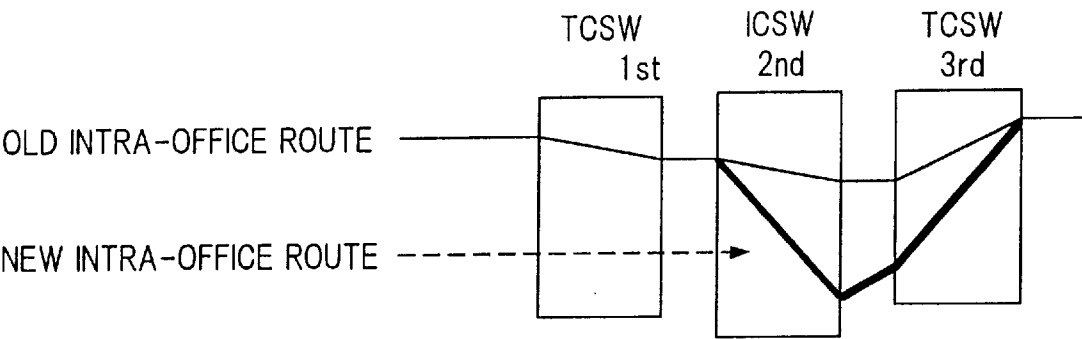 TCSW
1st
ICSW
2nd
TCSW
3rd
OLD INTRA-OFFICE ROUTE
NEW INTRA-OFFICE ROUTE